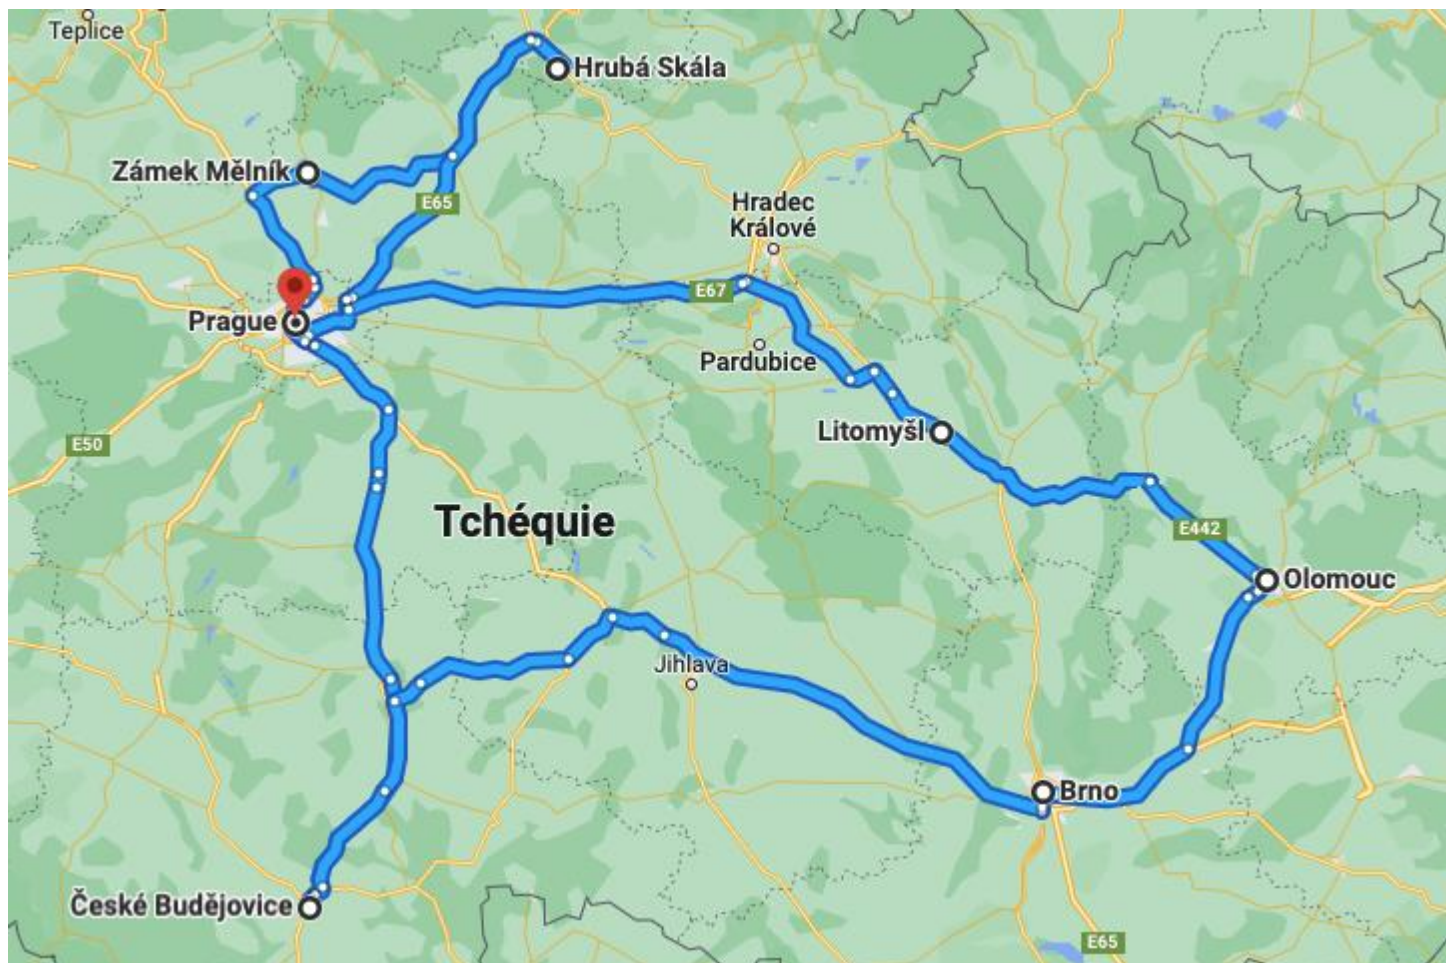 Teplice
Hrubá Skála
Zámek Mělník
E65
Hradec
Králové
E67
Prague
Pardubice
Litomyšl
E50
Tchéquie
E442
Olomouc
Jihlava
Brno
České Budějovice
E65